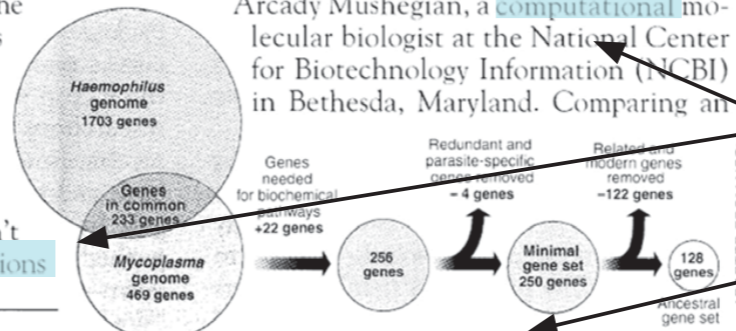 he
Arcady Mushegian, a computational mo-
lecular biologist at the National Center
for Biotechnology Information (NCBI)
in Bethesda, Maryland. Comparing an
Haemophilus
genome
1703 genes
Genes
in common
233 genes
Mycoplasma
genome
469 genes
Genes
needed
for biochemical
pathways
+22 genes
256
genes
Redundant and
parasite-specific
genes removed
– 4 genes
Minimal
gene set
250 genes
Related and
modern genes
removed
–122 genes
128
genes
Ancestral
gene set
n't
ions